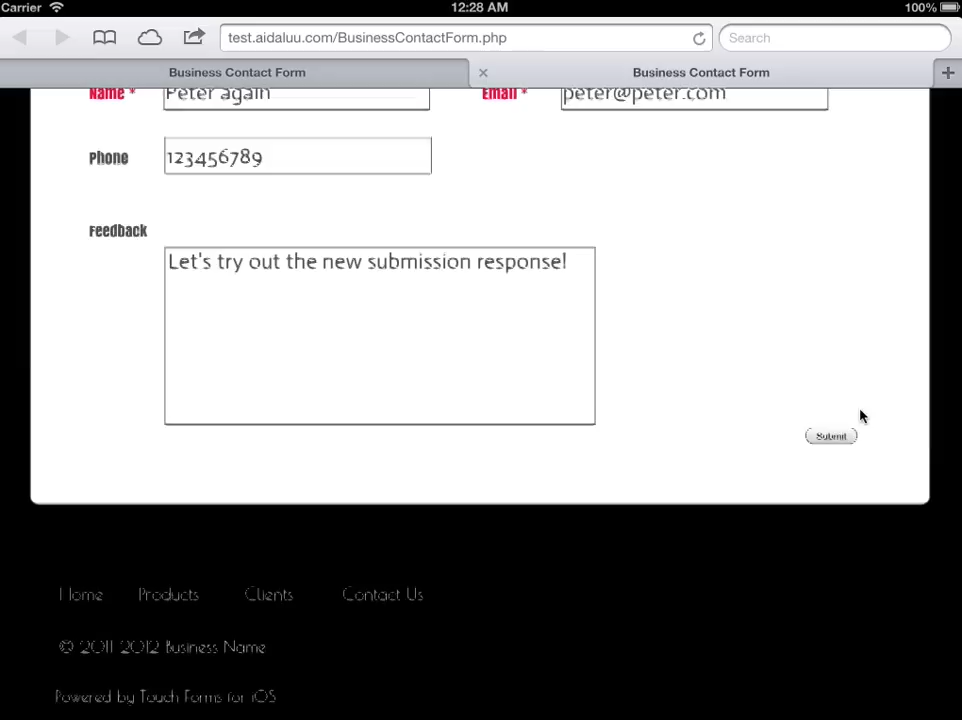 Carrier 12:28 AM 100%
test.aidaluu.com/BusinessContactForm.php Search
Business Contact Form Business Contact Form
Name * Peter again Email * peter@peter.com
Phone 123456789
Feedback
Let's try out the new submission response!
Submit
Home Products Clients Contact Us
© 2011 2012 Business Name
Powered by Touch Forms for iOS